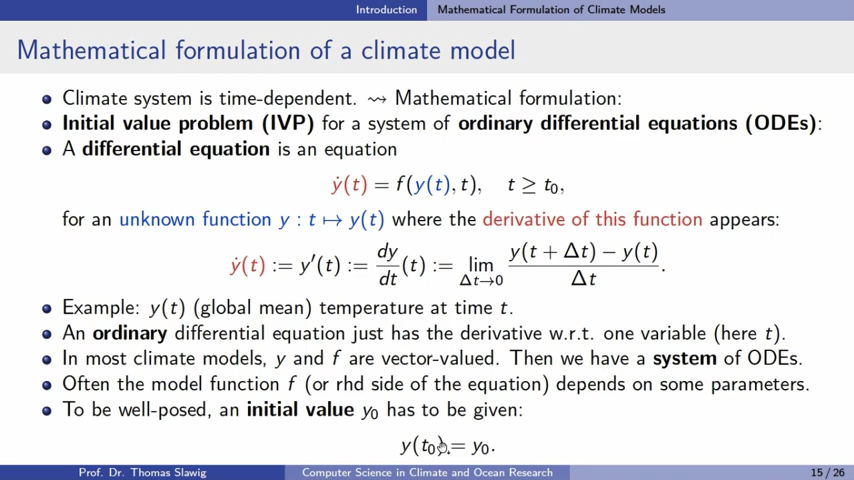 Introduction Mathematical Formulation of Climate Models
Mathematical formulation of a climate model
Climate system is time-dependent. ⇝ Mathematical formulation:
Initial value problem (IVP) for a system of ordinary differential equations (ODEs):
A differential equation is an equation
ẏ(t) = f(y(t), t), t ≥ t₀,
for an unknown function y : t ↦ y(t) where the derivative of this function appears:
ẏ(t) := y′(t) := dy/dt (t) := lim Δt→0 (y(t + Δt) − y(t))/Δt.
Example: y(t) (global mean) temperature at time t.
An ordinary differential equation just has the derivative w.r.t. one variable (here t).
In most climate models, y and f are vector-valued. Then we have a system of ODEs.
Often the model function f (or rhd side of the equation) depends on some parameters.
To be well-posed, an initial value y₀ has to be given:
y(t₀) = y₀.
Prof. Dr. Thomas Slawig Computer Science in Climate and Ocean Research 15 / 26